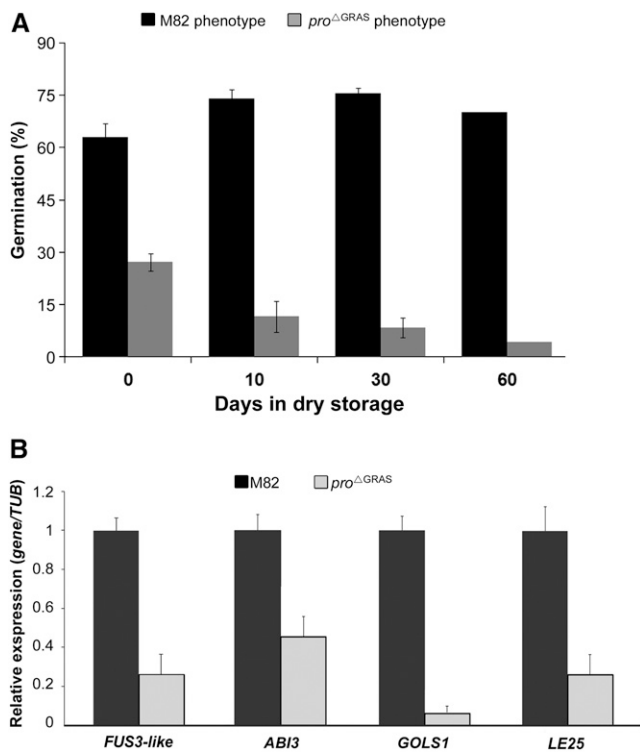 A
M82 phenotype pro△GRAS phenotype
Germination (%)
90
75
60
45
30
15
0
0 10 30 60
Days in dry storage
B
M82 pro△GRAS
Relative exspression (gene/TUB)
1.2
1
0.8
0.6
0.4
0.2
0
FUS3-like ABI3 GOLS1 LE25